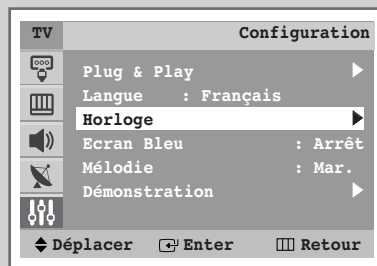 TV Configuration
Plug & Play
Langue : Français
Horloge
Ecran Bleu : Arrêt
Mélodie : Mar.
Démonstration
Déplacer Enter Retour